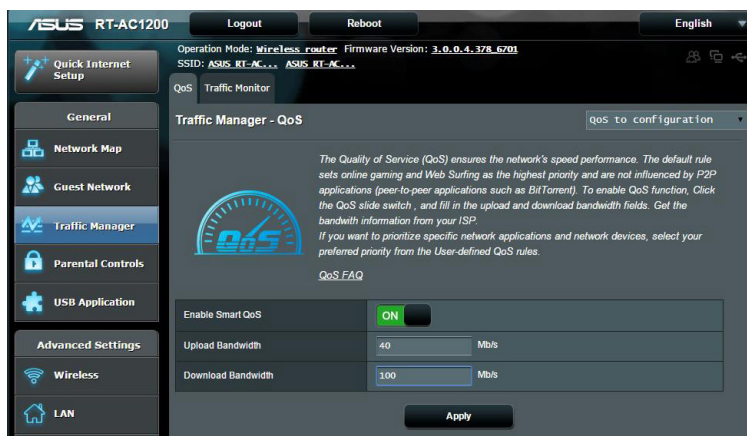 ASUS RT-AC1200
Logout
Reboot
English
Quick Internet
Setup
Operation Mode: Wireless router Firmware Version: 3.0.0.4.378_6701
SSID: ASUS RT-AC... ASUS RT-AC...
QoS
Traffic Monitor
General
Network Map
Guest Network
Traffic Manager
Parental Controls
USB Application
Advanced Settings
Wireless
LAN
Traffic Manager - QoS
QoS to configuration
QoS
The Quality of Service (QoS) ensures the network's speed performance. The default rule
sets online gaming and Web Surfing as the highest priority and are not influenced by P2P
applications (peer-to-peer applications such as BitTorrent). To enable QoS function, Click
the QoS slide switch , and fill in the upload and download bandwidth fields. Get the
bandwith information from your ISP.
If you want to prioritize specific network applications and network devices, select your
preferred priority from the User-defined QoS rules.
QoS FAQ
Enable Smart QoS
ON
Upload Bandwidth
40
Mb/s
Download Bandwidth
100
Mb/s
Apply